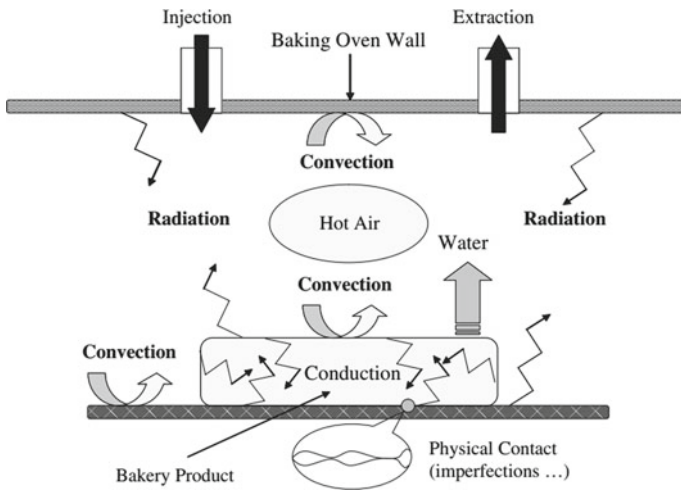 Injection
Baking Oven Wall
Extraction
Convection
Radiation
Hot Air
Radiation
Water
Convection
Convection
Conduction
Bakery Product
Physical Contact
(imperfections ...)